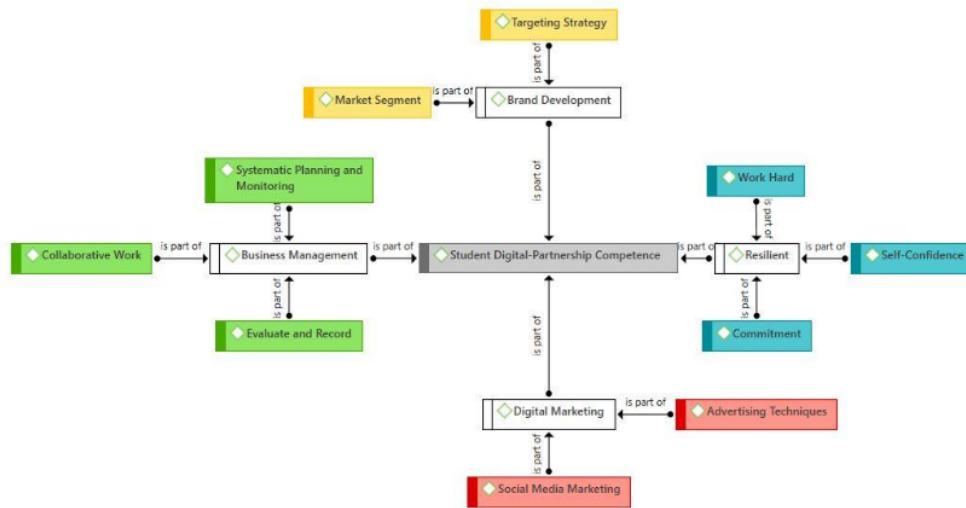 Targeting Strategy
is part of
Market Segment
is part of
Brand Development
Systematic Planning and
Monitoring
is part of
Work Hard
is part of
is part of
Collaborative Work
is part of
Business Management
is part of
Student Digital-Partnership Competence
is part of
Resilient
is part of
Self-Confidence
is part of
Evaluate and Record
is part of
Commitment
is part of
Digital Marketing
is part of
Advertising Techniques
is part of
Social Media Marketing